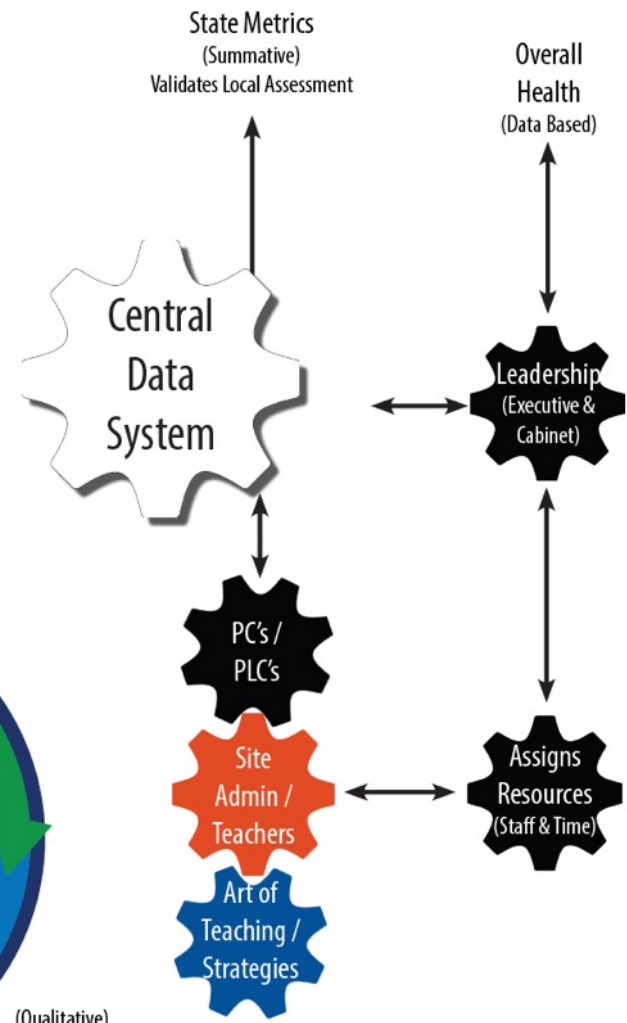 State Metrics
(Summative)
Validates Local Assessment
Overall
Health
(Data Based)
Central
Data
System
Leadership
(Executive &
Cabinet)
PC's /
PLC's
Site
Admin /
Teachers
Assigns
Resources
(Staff & Time)
Art of
Teaching /
Strategies
(Qualitative)